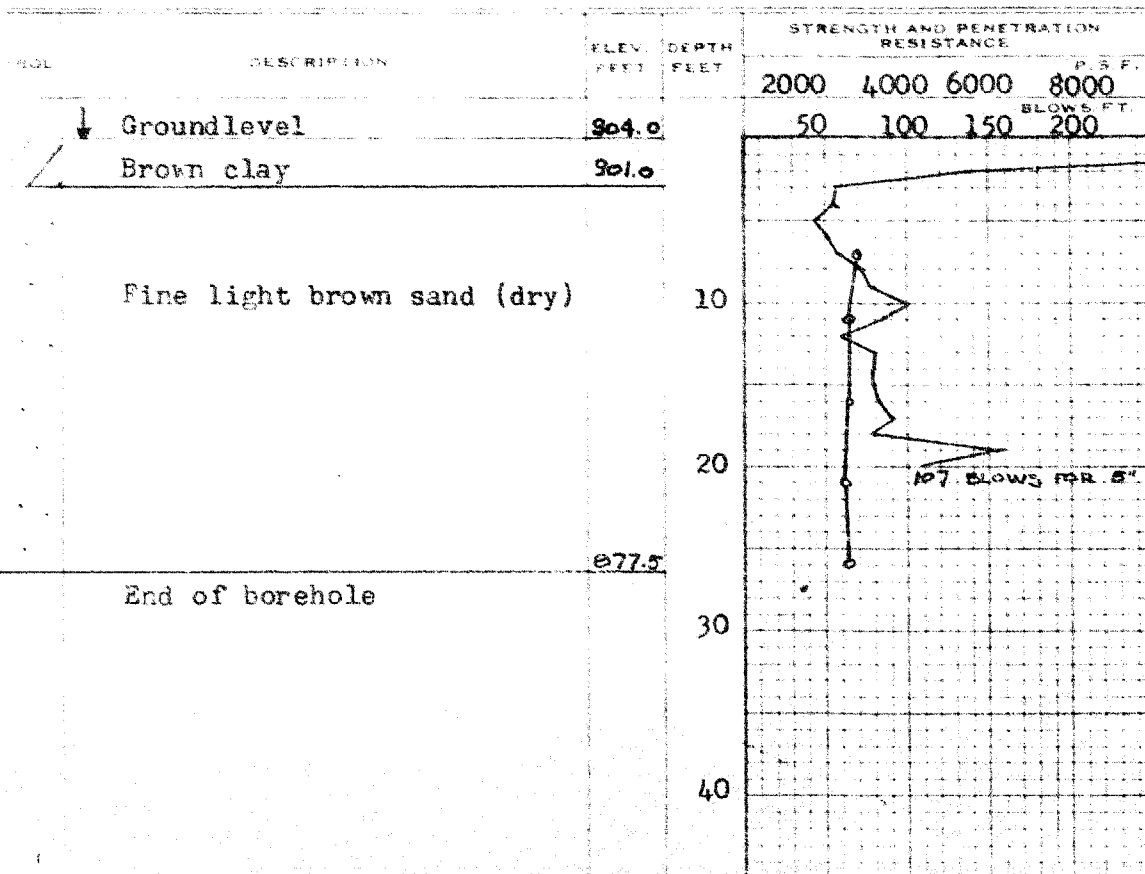 DESCRIPTION
ELEV. FEET
DEPTH FEET
STRENGTH AND PENETRATION RESISTANCE
P.S.F.
2000 4000 6000 8000
BLOWS FT.
50 100 150 200
Groundlevel 904.0
Brown clay 901.0
Fine light brown sand (dry)
10
20
107 BLOWS FOR 5".
877.5
End of borehole
30
40